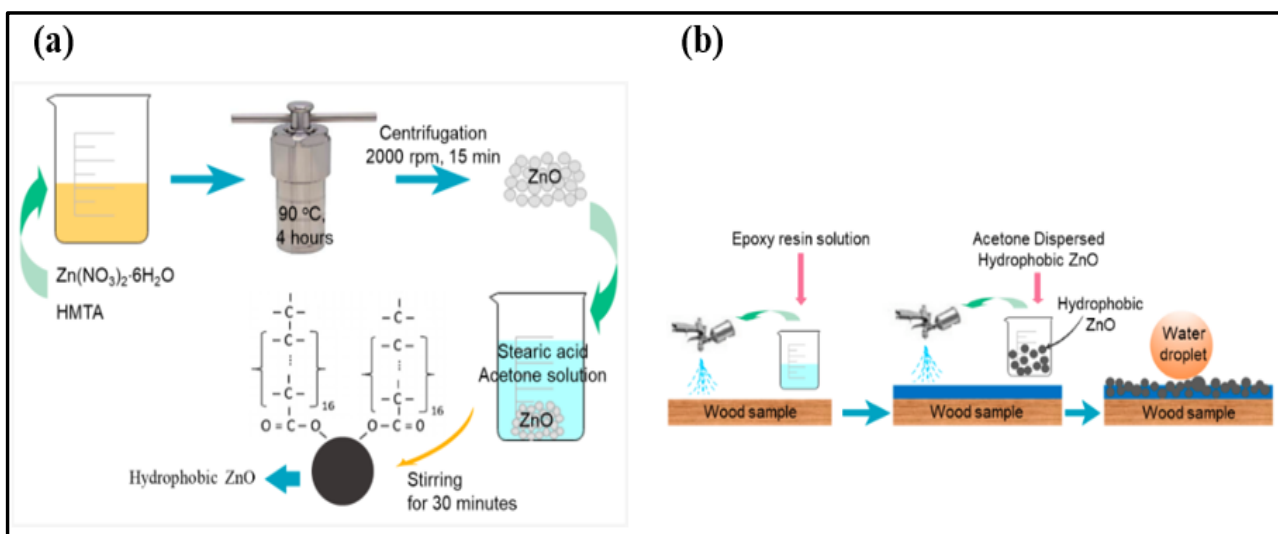 (a)
Zn(NO₃)₂·6H₂O
HMTA
90 °C,
4 hours
Centrifugation
2000 rpm, 15 min
ZnO
Stearic acid
Acetone solution
ZnO
Stirring
for 30 minutes
–C–
–C–
–C–
–C–
–C–
–C–
16
16
O=C–O
O–C=O
Hydrophobic ZnO
(b)
Epoxy resin solution
Wood sample
Acetone Dispersed
Hydrophobic ZnO
Hydrophobic
ZnO
Wood sample
Water
droplet
Wood sample